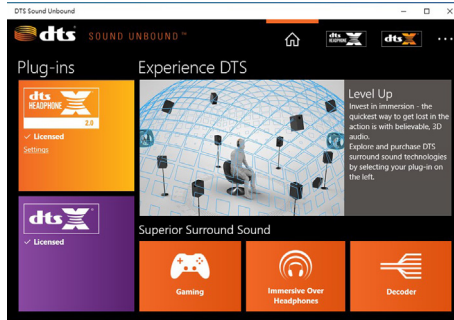 DTS Sound Unbound
dts SOUND UNBOUND™
dts HEADPHONE X
dts X
Plug-ins
dts
HEADPHONE X
2.0
✓ Licensed
Settings
dts X
✓ Licensed
Experience DTS
Level Up
Invest in immersion - the
quickest way to get lost in the
action is with believable, 3D
audio.
Explore and purchase DTS
surround sound technologies
by selecting your plug-in on
the left.
Superior Surround Sound
Gaming
Immersive Over
Headphones
Decoder